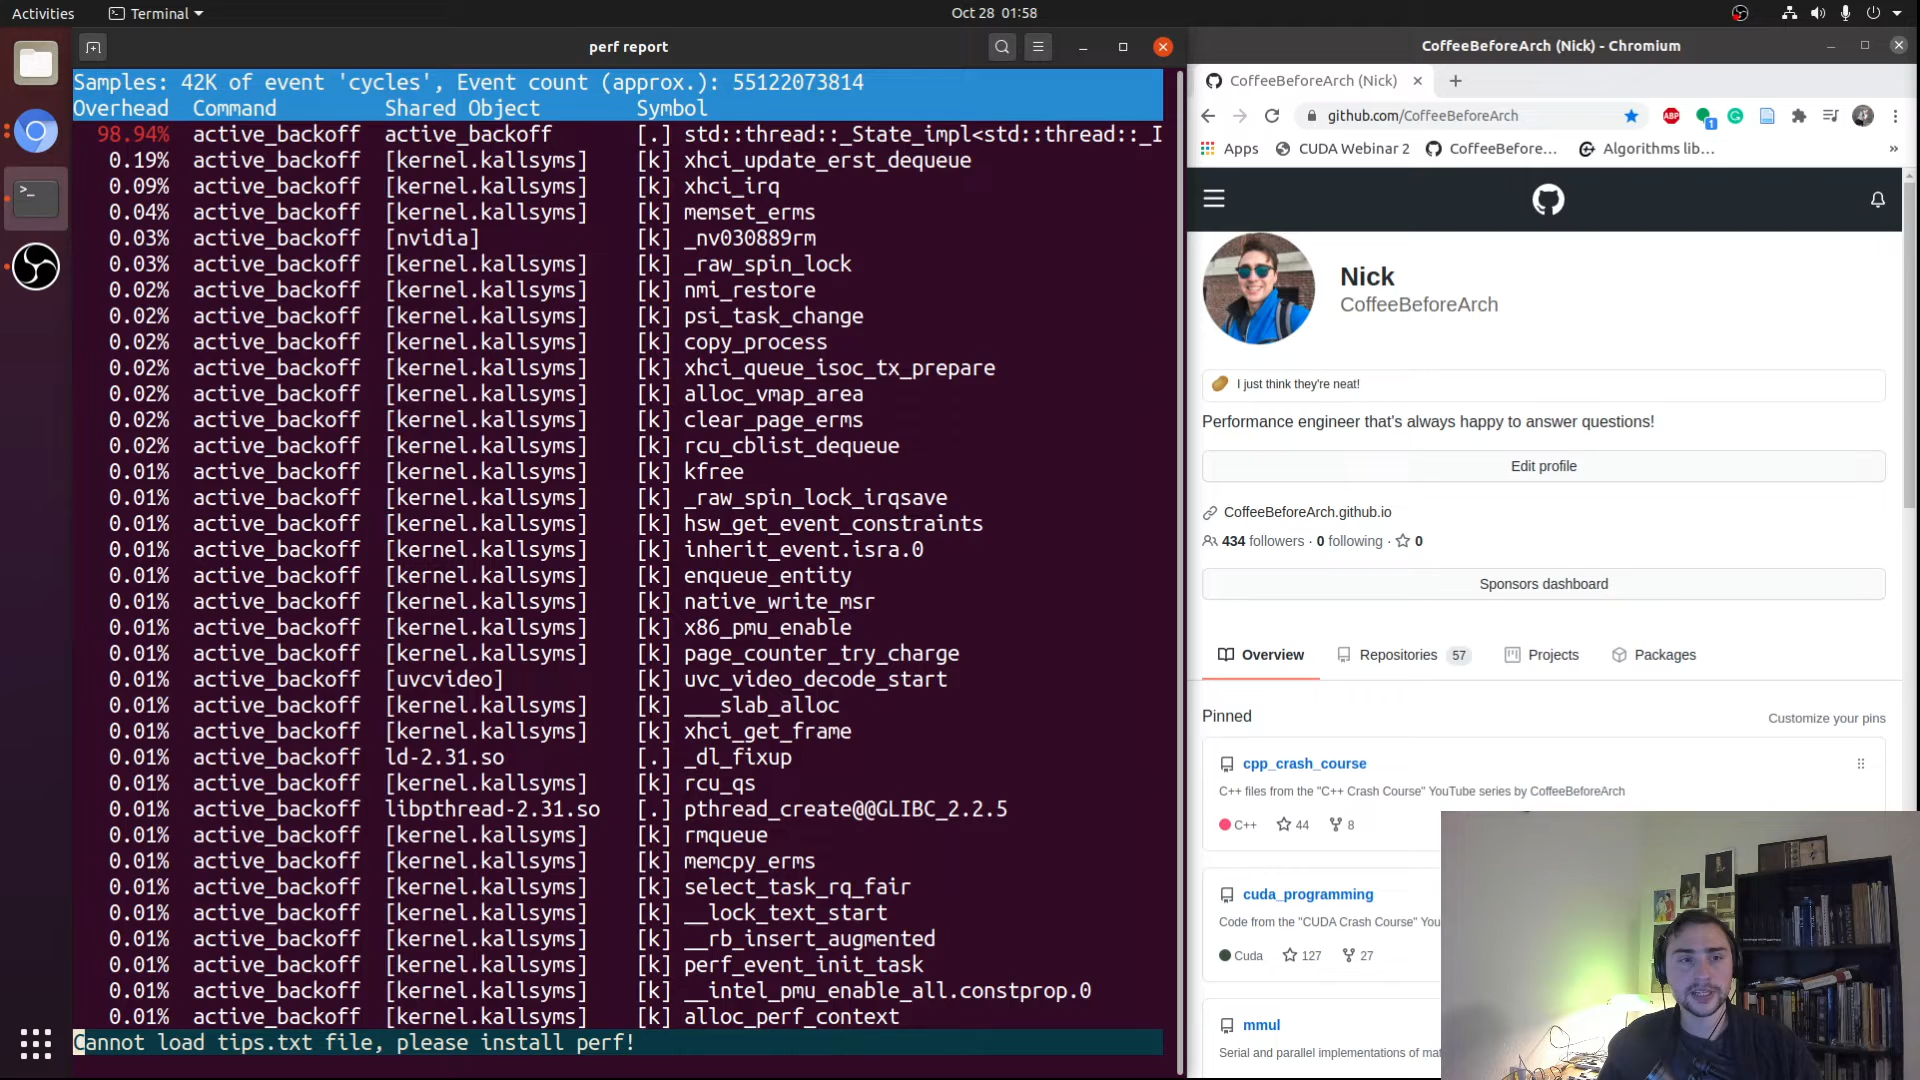 Activities
Terminal
Oct 28 01:58
perf report
Samples: 42K of event 'cycles', Event count (approx.): 55122073814
Overhead Command Shared Object Symbol
98.94% active_backoff active_backoff [.] std::thread::_State_impl<std::thread::_I
0.19% active_backoff [kernel.kallsyms] [k] xhci_update_erst_dequeue
0.09% active_backoff [kernel.kallsyms] [k] xhci_irq
0.04% active_backoff [kernel.kallsyms] [k] memset_erms
0.03% active_backoff [nvidia] [k] _nv030889rm
0.03% active_backoff [kernel.kallsyms] [k] _raw_spin_lock
0.02% active_backoff [kernel.kallsyms] [k] nmi_restore
0.02% active_backoff [kernel.kallsyms] [k] psi_task_change
0.02% active_backoff [kernel.kallsyms] [k] copy_process
0.02% active_backoff [kernel.kallsyms] [k] xhci_queue_isoc_tx_prepare
0.02% active_backoff [kernel.kallsyms] [k] alloc_vmap_area
0.02% active_backoff [kernel.kallsyms] [k] clear_page_erms
0.02% active_backoff [kernel.kallsyms] [k] rcu_cblist_dequeue
0.01% active_backoff [kernel.kallsyms] [k] kfree
0.01% active_backoff [kernel.kallsyms] [k] _raw_spin_lock_irqsave
0.01% active_backoff [kernel.kallsyms] [k] hsw_get_event_constraints
0.01% active_backoff [kernel.kallsyms] [k] inherit_event.isra.0
0.01% active_backoff [kernel.kallsyms] [k] enqueue_entity
0.01% active_backoff [kernel.kallsyms] [k] native_write_msr
0.01% active_backoff [kernel.kallsyms] [k] x86_pmu_enable
0.01% active_backoff [kernel.kallsyms] [k] page_counter_try_charge
0.01% active_backoff [uvcvideo] [k] uvc_video_decode_start
0.01% active_backoff [kernel.kallsyms] [k] ___slab_alloc
0.01% active_backoff [kernel.kallsyms] [k] xhci_get_frame
0.01% active_backoff ld-2.31.so [.] _dl_fixup
0.01% active_backoff [kernel.kallsyms] [k] rcu_qs
0.01% active_backoff libpthread-2.31.so [.] pthread_create@@GLIBC_2.2.5
0.01% active_backoff [kernel.kallsyms] [k] rmqueue
0.01% active_backoff [kernel.kallsyms] [k] memcpy_erms
0.01% active_backoff [kernel.kallsyms] [k] select_task_rq_fair
0.01% active_backoff [kernel.kallsyms] [k] __lock_text_start
0.01% active_backoff [kernel.kallsyms] [k] __rb_insert_augmented
0.01% active_backoff [kernel.kallsyms] [k] perf_event_init_task
0.01% active_backoff [kernel.kallsyms] [k] __intel_pmu_enable_all.constprop.0
0.01% active_backoff [kernel.kallsyms] [k] alloc_perf_context
Cannot load tips.txt file, please install perf!
CoffeeBeforeArch (Nick) - Chromium
CoffeeBeforeArch (Nick)
github.com/CoffeeBeforeArch
ABP
1
Apps
CUDA Webinar 2
CoffeeBefore...
Algorithms lib...
»
Nick
CoffeeBeforeArch
I just think they're neat!
Performance engineer that's always happy to answer questions!
Edit profile
CoffeeBeforeArch.github.io
434 followers · 0 following · 0
Sponsors dashboard
Overview
Repositories 57
Projects
Packages
Pinned
Customize your pins
cpp_crash_course
C++ files from the "C++ Crash Course" YouTube series by CoffeeBeforeArch
C++ 44 8
cuda_programming
Code from the "CUDA Crash Course" You
Cuda 127 27
mmul
Serial and parallel implementations of mat